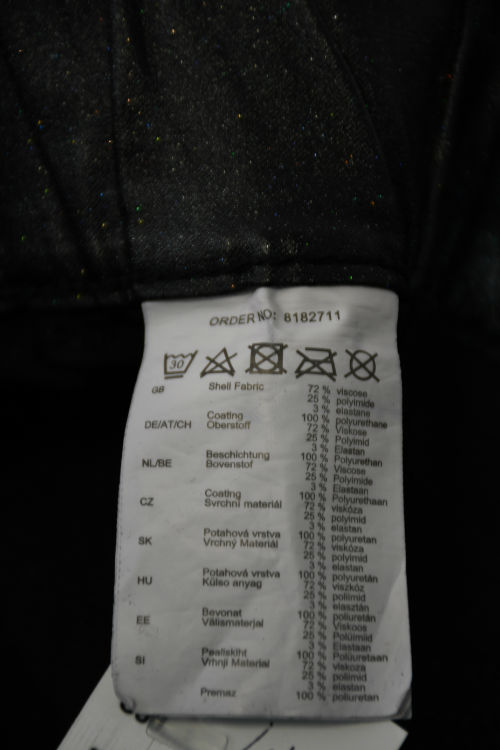 ORDER NO: 8182711
30
GB Shell Fabric 72 % viscose
25 % polyimide
3 % elastane
Coating 100 % polyurethane
DE/AT/CH Oberstoff 72 % Viskose
25 % Polyimid
3 % Elastan
Beschichtung 100 % Polyurethan
NL/BE Bovenstof 72 % Viscose
25 % Polyimide
3 % Elastaan
Coating 100 % Polyurethaan
CZ Svrchní materiál 72 % viskóza
25 % polyimid
3 % elastan
Potahová vrstva 100 % polyuretan
SK Vrchný Materiál 72 % viskóza
25 % polyimid
3 % elastan
Potahová vrstva 100 % polyuretán
HU Külso anyag 72 % viszkóz
25 % poliimid
3 % elasztán
Bevonat 100 % poliuretán
EE Välismaterjal 72 % Viskoos
25 % Polüimiid
3 % Elastaan
Pealiskiht 100 % Polüuretaan
SI Vrhnji Material 72 % viskoza
25 % poliimid
3 % elastan
Premaz 100 % poliuretan